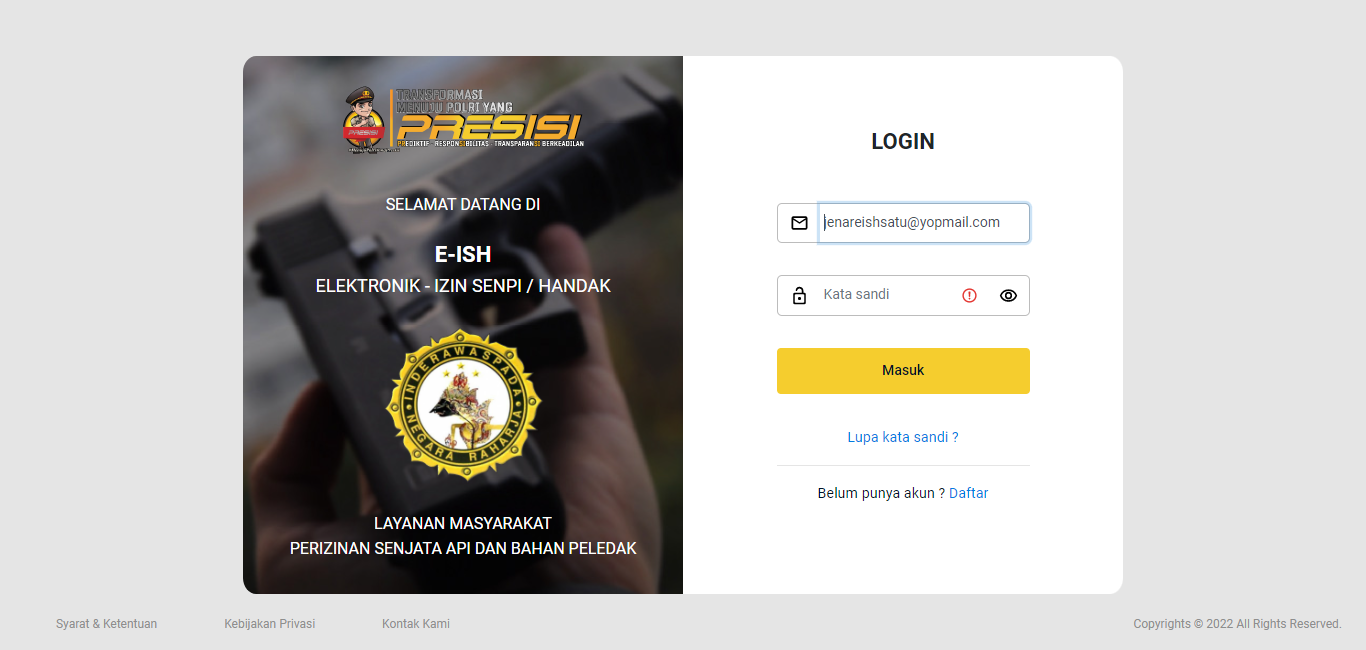 TRANSFORMASI
MENUJU POLRI YANG
PRESISI
PRESISI
PREDIKTIF - RESPONSIBILITAS - TRANSPARANSI BERKEADILAN
SELAMAT DATANG DI
E-ISH
ELEKTRONIK - IZIN SENPI / HANDAK
INDERAWASPADA
NEGARA RAHARJA
LAYANAN MASYARAKAT
PERIZINAN SENJATA API DAN BAHAN PELEDAK
LOGIN
jenareishsatu@yopmail.com
Kata sandi
Masuk
Lupa kata sandi ?
Belum punya akun ? Daftar
Syarat & Ketentuan
Kebijakan Privasi
Kontak Kami
Copyrights © 2022 All Rights Reserved.